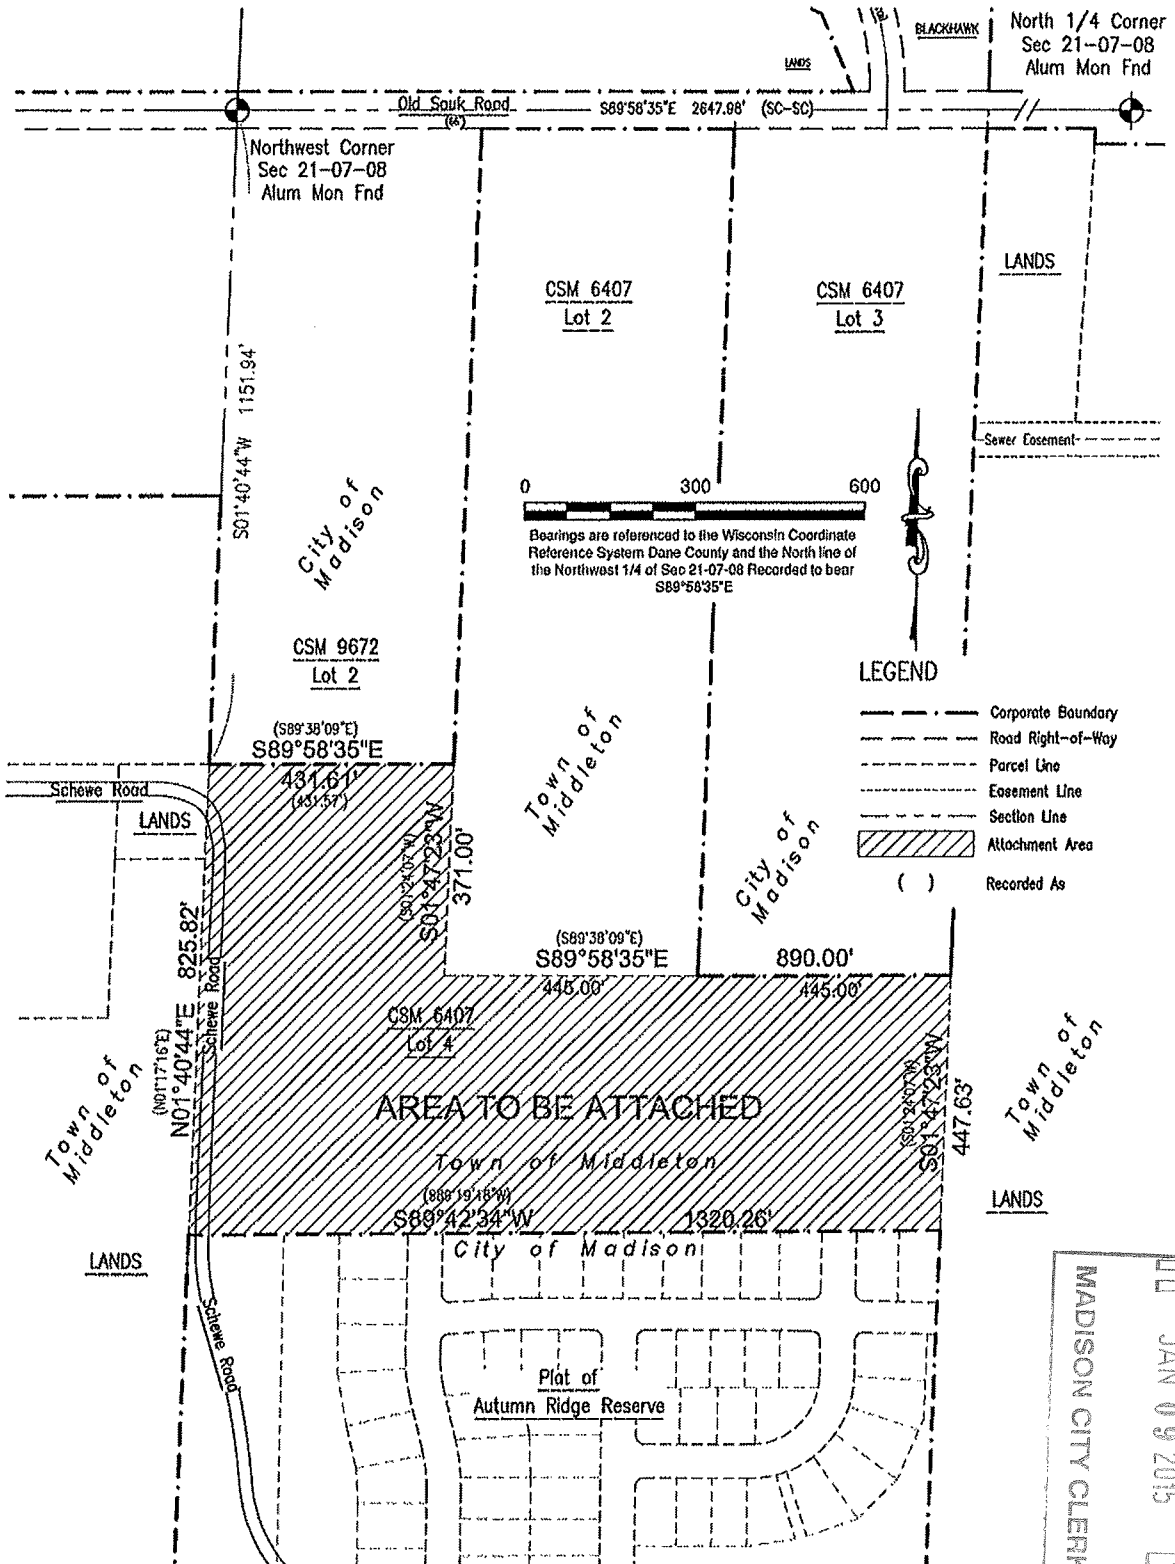 BLACKHAWK
North 1/4 Corner
Sec 21-07-08
Alum Mon Fnd
LANDS
Old Sauk Road
(66')
S89°58'35"E 2647.98' (SC-SC)
Northwest Corner
Sec 21-07-08
Alum Mon Fnd
LANDS
CSM 6407
Lot 2
CSM 6407
Lot 3
S01°40'44"W 1151.94'
Sewer Easement
City of
Madison
0 300 600
Bearings are referenced to the Wisconsin Coordinate
Reference System Dane County and the North line of
the Northwest 1/4 of Sec 21-07-08 Recorded to bear
S89°58'35"E
CSM 9672
Lot 2
LEGEND
Corporate Boundary
Road Right-of-Way
Parcel Line
Easement Line
Section Line
Attachment Area
( ) Recorded As
(S89°38'09"E)
S89°58'35"E
431.61'
(431.57')
Schewe Road
LANDS
Town of
Middleton
City of
Madison
(S01°24'07"W)
S01°47'23"W
371.00'
(S89°38'09"E)
S89°58'35"E
445.00'
890.00'
445.00'
(N01°17'16"E)
N01°40'44"E 825.82'
Schewe Road
CSM 6407
Lot 4
Town of
Middleton
AREA TO BE ATTACHED
Town of Middleton
(S01°24'07"W)
S01°47'23"W
447.63'
Town of
Middleton
(S89°19'18"W)
S89°42'34"W 1320.26'
LANDS
City of Madison
LANDS
Schewe Road
Plat of
Autumn Ridge Reserve
JAN 09 2015
MADISON CITY CLERK